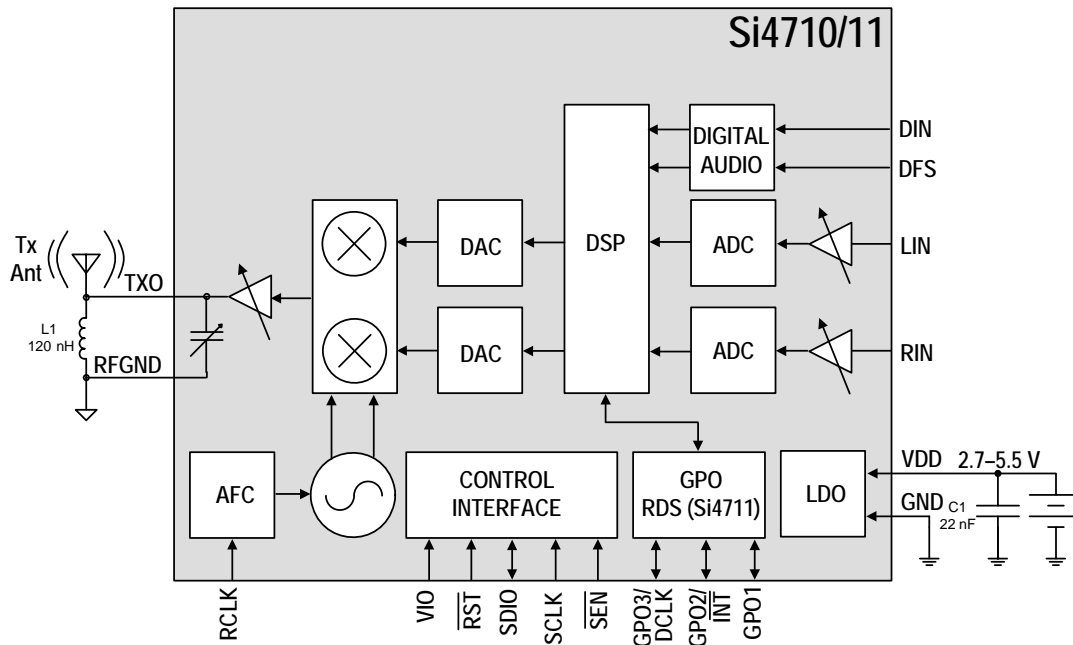 Si4710/11
DIGITAL
AUDIO
DIN
DFS
DSP
DAC
ADC
LIN
Tx
Ant
TXO
L1
120 nH
RFGND
DAC
ADC
RIN
AFC
CONTROL
INTERFACE
GPO
RDS (Si4711)
LDO
VDD 2.7–5.5 V
GND
C1
22 nF
RCLK
VIO
RST
SDIO
SCLK
SEN
GPO3/
DCLK
GPO2/
INT
GPO1